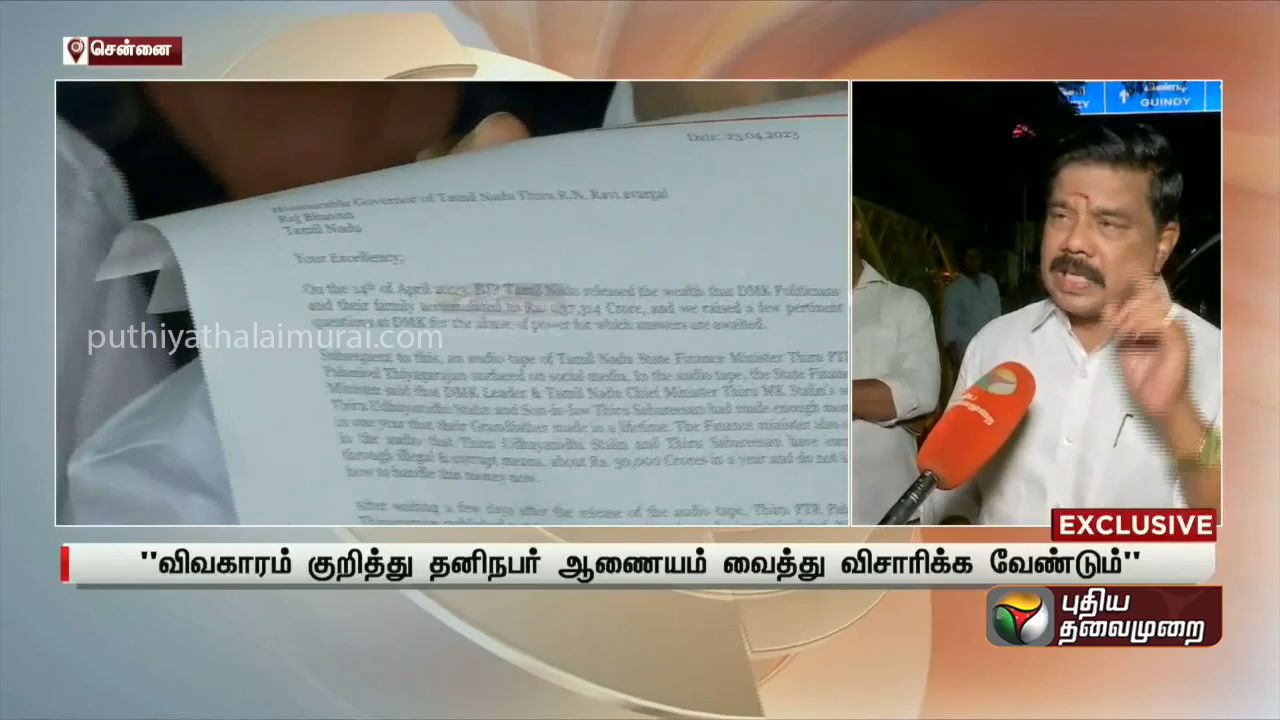 சென்னை
Date: 23.04.2023
Honourable Governor of Tamil Nadu Thiru R.N. Ravi avargal
Raj Bhavan
Tamil Nadu
Your Excellency,
On the 14th of April 2023, BJP Tamil Nadu released the wealth that DMK Politicians
and their family accumulated to Rs. 1,37,314 Crore, and we raised a few pertinent
questions to DMK for the abuse of power for which answers are awaited.
Subsequent to this, an audio tape of Tamil Nadu State Finance Minister Thiru PTR
Palanivel Thiyagarajan surfaced on social media. In the audio tape, the State Finance
Minister said that DMK Leader & Tamil Nadu Chief Minister Thiru MK Stalin's
Thiru Udhayanidhi Stalin and Son-in-law Thiru Sabareesan had made enough
in one year that their Grandfather made in a lifetime. The Finance minister also
in the audio that Thiru Udhayanidhi Stalin and Thiru Sabareesan have
through illegal & corrupt means, about Rs. 30,000 Crores in a year and do not
how to handle this money now.
After waiting a few days after the release of the audio tape, Thiru PTR
puthiyathalaimurai.com
GUINDY
EXCLUSIVE
"விவகாரம் குறித்து தனிநபர் ஆணையம் வைத்து விசாரிக்க வேண்டும்"
புதிய
தலைமுறை